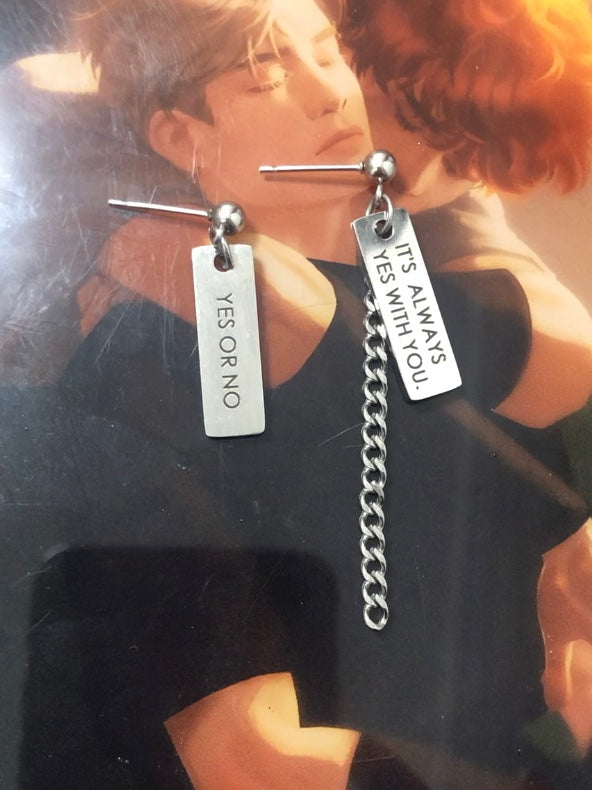 YES OR NO
IT'S ALWAYS
YES WITH YOU.